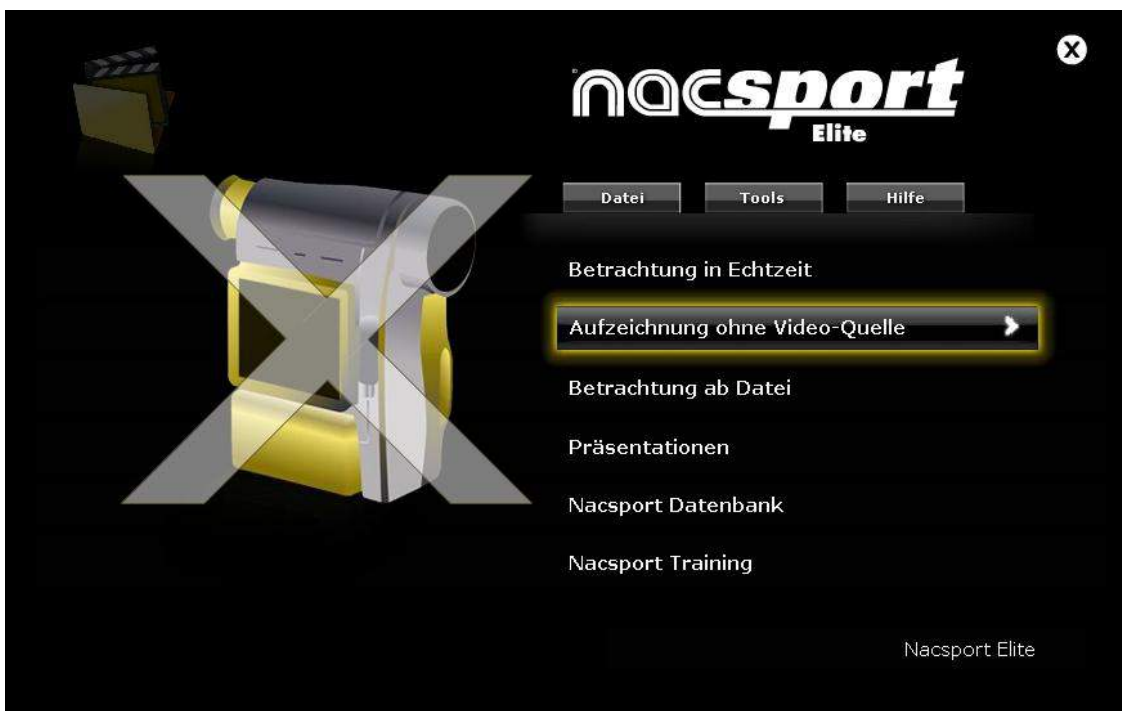 nacsport
Elite
Datei Tools Hilfe
Betrachtung in Echtzeit
Aufzeichnung ohne Video-Quelle
Betrachtung ab Datei
Präsentationen
Nacsport Datenbank
Nacsport Training
Nacsport Elite